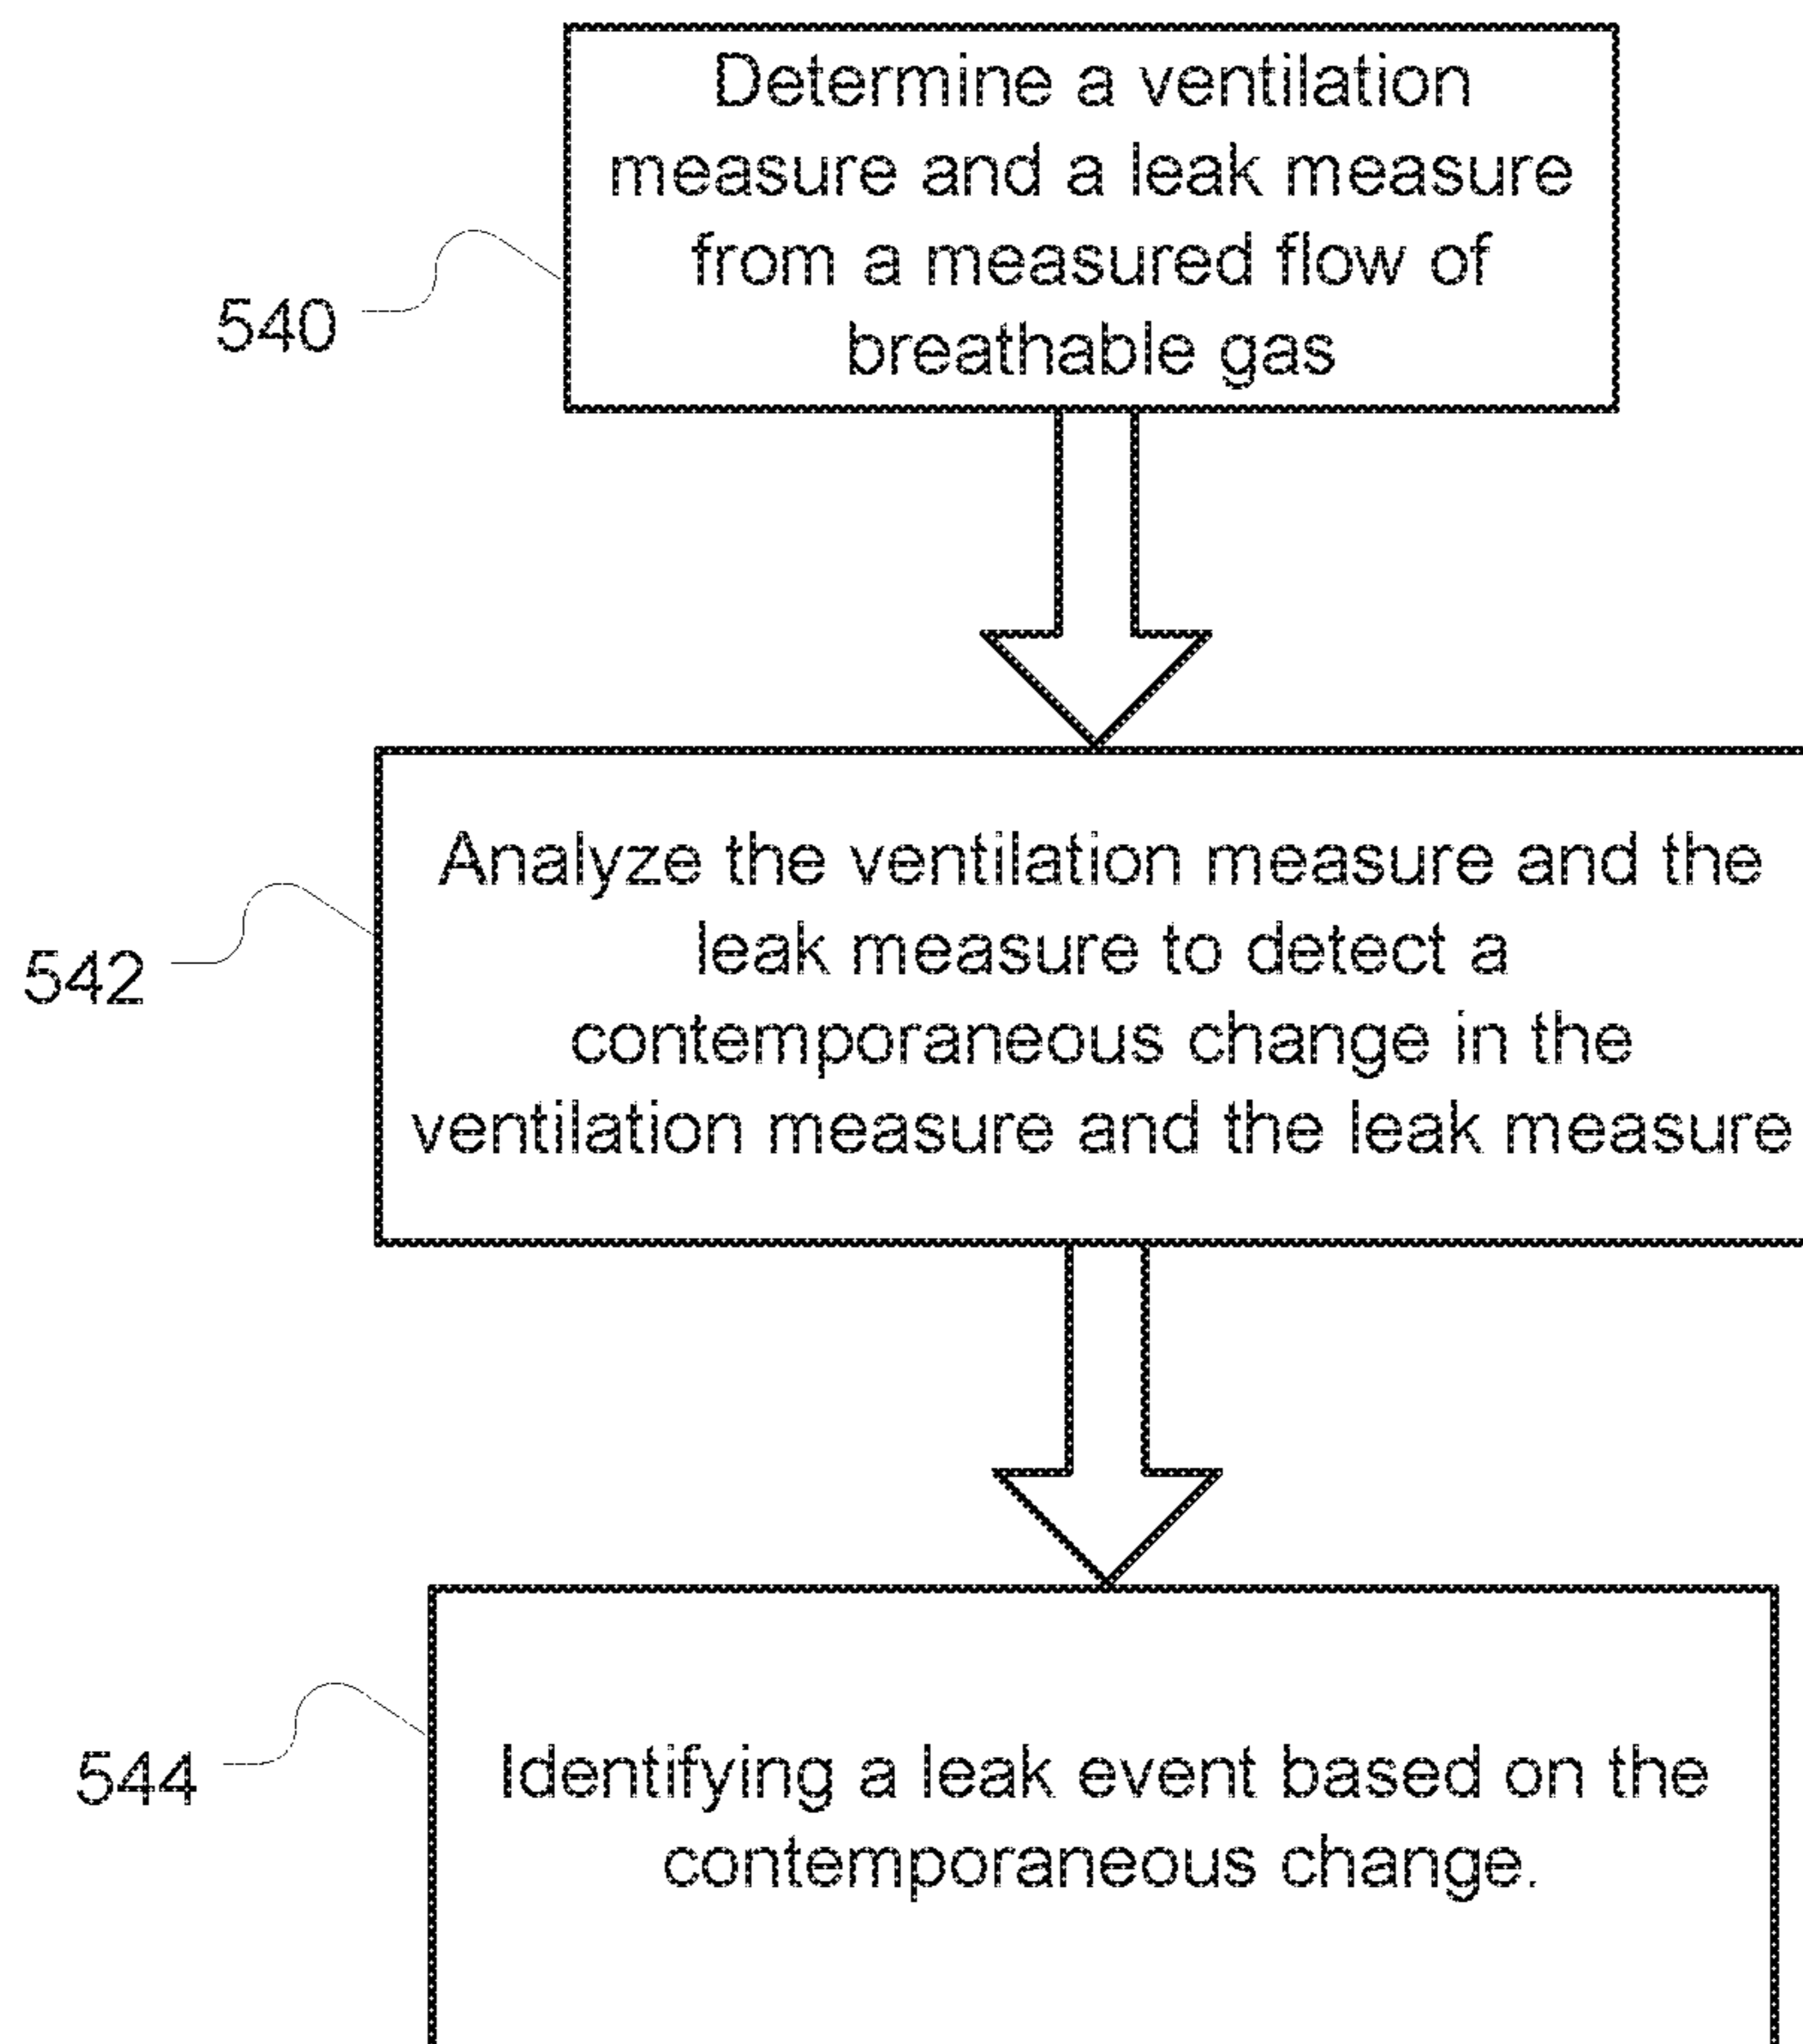 Determine a ventilation
measure and a leak measure
from a measured flow of
breathable gas
540
Analyze the ventilation measure and the
leak measure to detect a
contemporaneous change in the
ventilation measure and the leak measure
542
Identifying a leak event based on the
contemporaneous change.
544